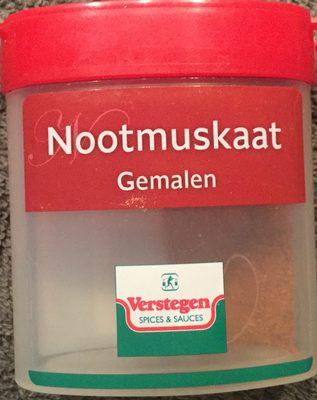 Nootmuskaat
Gemalen
Verstegen
SPICES & SAUCES